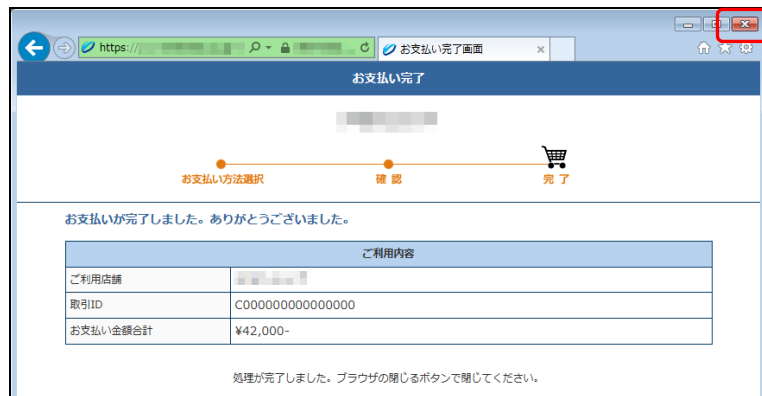 https://
お支払い完了画面
お支払い完了
お支払い方法選択
確認
完了
お支払いが完了しました。ありがとうございました。
ご利用内容
ご利用店舗
取引ID C000000000000000
お支払い金額合計 ¥42,000-
処理が完了しました。ブラウザの閉じるボタンで閉じてください。